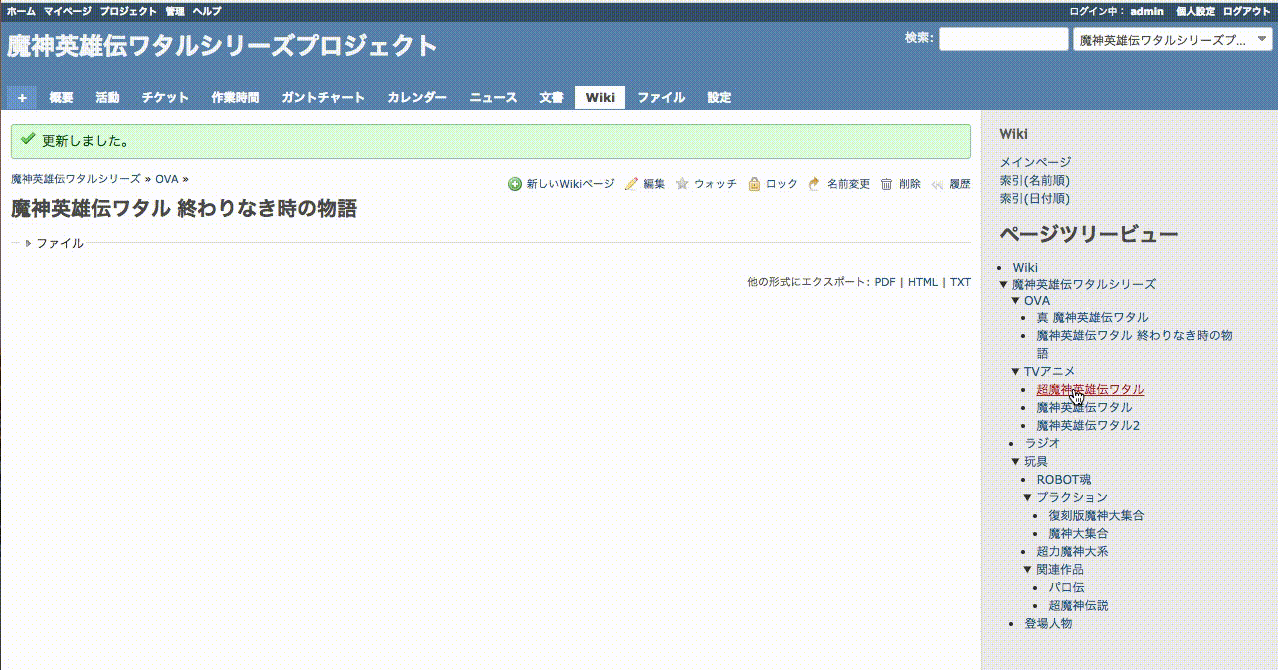 ホーム マイページ プロジェクト 管理 ヘルプ
ログイン中： admin 個人設定 ログアウト
魔神英雄伝ワタルシリーズプロジェクト
検索:
魔神英雄伝ワタルシリーズプ...
+ 概要 活動 チケット 作業時間 ガントチャート カレンダー ニュース 文書 Wiki ファイル 設定
更新しました。
魔神英雄伝ワタルシリーズ » OVA »
新しいWikiページ 編集 ウォッチ ロック 名前変更 削除 履歴
魔神英雄伝ワタル 終わりなき時の物語
ファイル
他の形式にエクスポート: PDF | HTML | TXT
Wiki
メインページ
索引(名前順)
索引(日付順)
ページツリービュー
Wiki
魔神英雄伝ワタルシリーズ
OVA
真 魔神英雄伝ワタル
魔神英雄伝ワタル 終わりなき時の物
語
TVアニメ
超魔神英雄伝ワタル
魔神英雄伝ワタル
魔神英雄伝ワタル2
ラジオ
玩具
ROBOT魂
プラクション
復刻版魔神大集合
魔神大集合
超力魔神大系
関連作品
パロ伝
超魔神伝説
登場人物